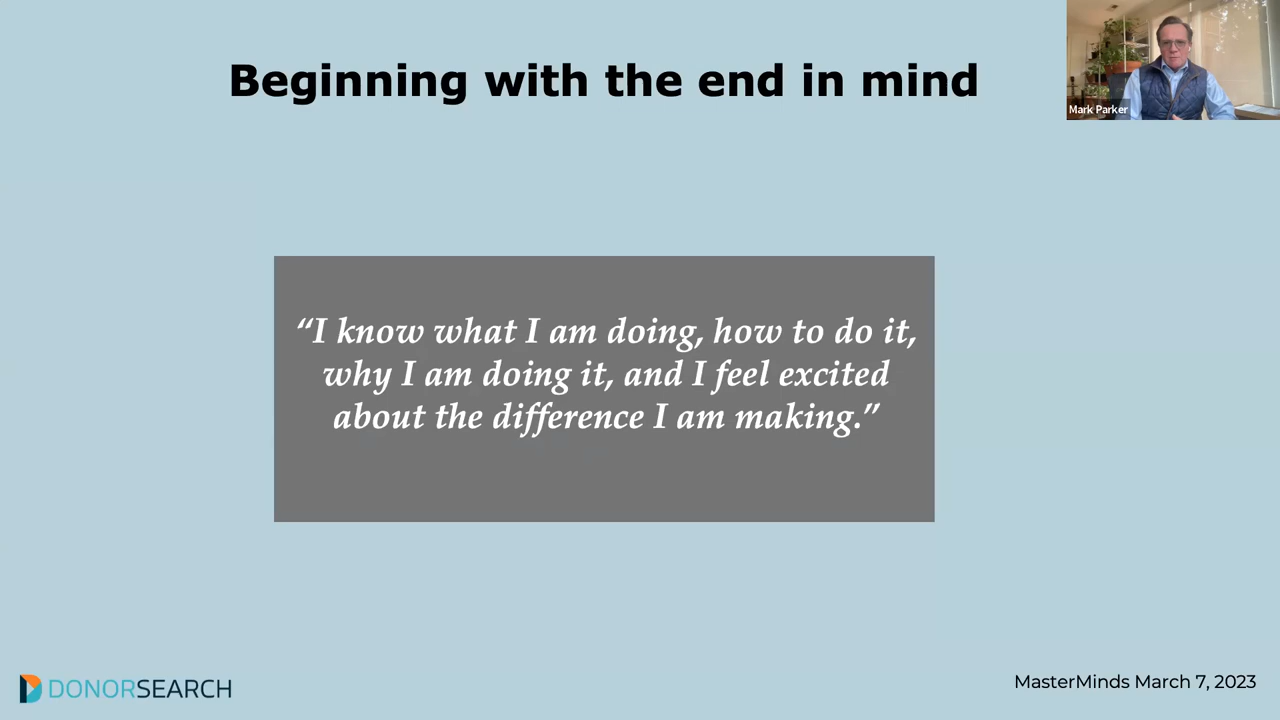 Beginning with the end in mind
Mark Parker
“I know what I am doing, how to do it,
why I am doing it, and I feel excited
about the difference I am making.”
DONORSEARCH
MasterMinds March 7, 2023